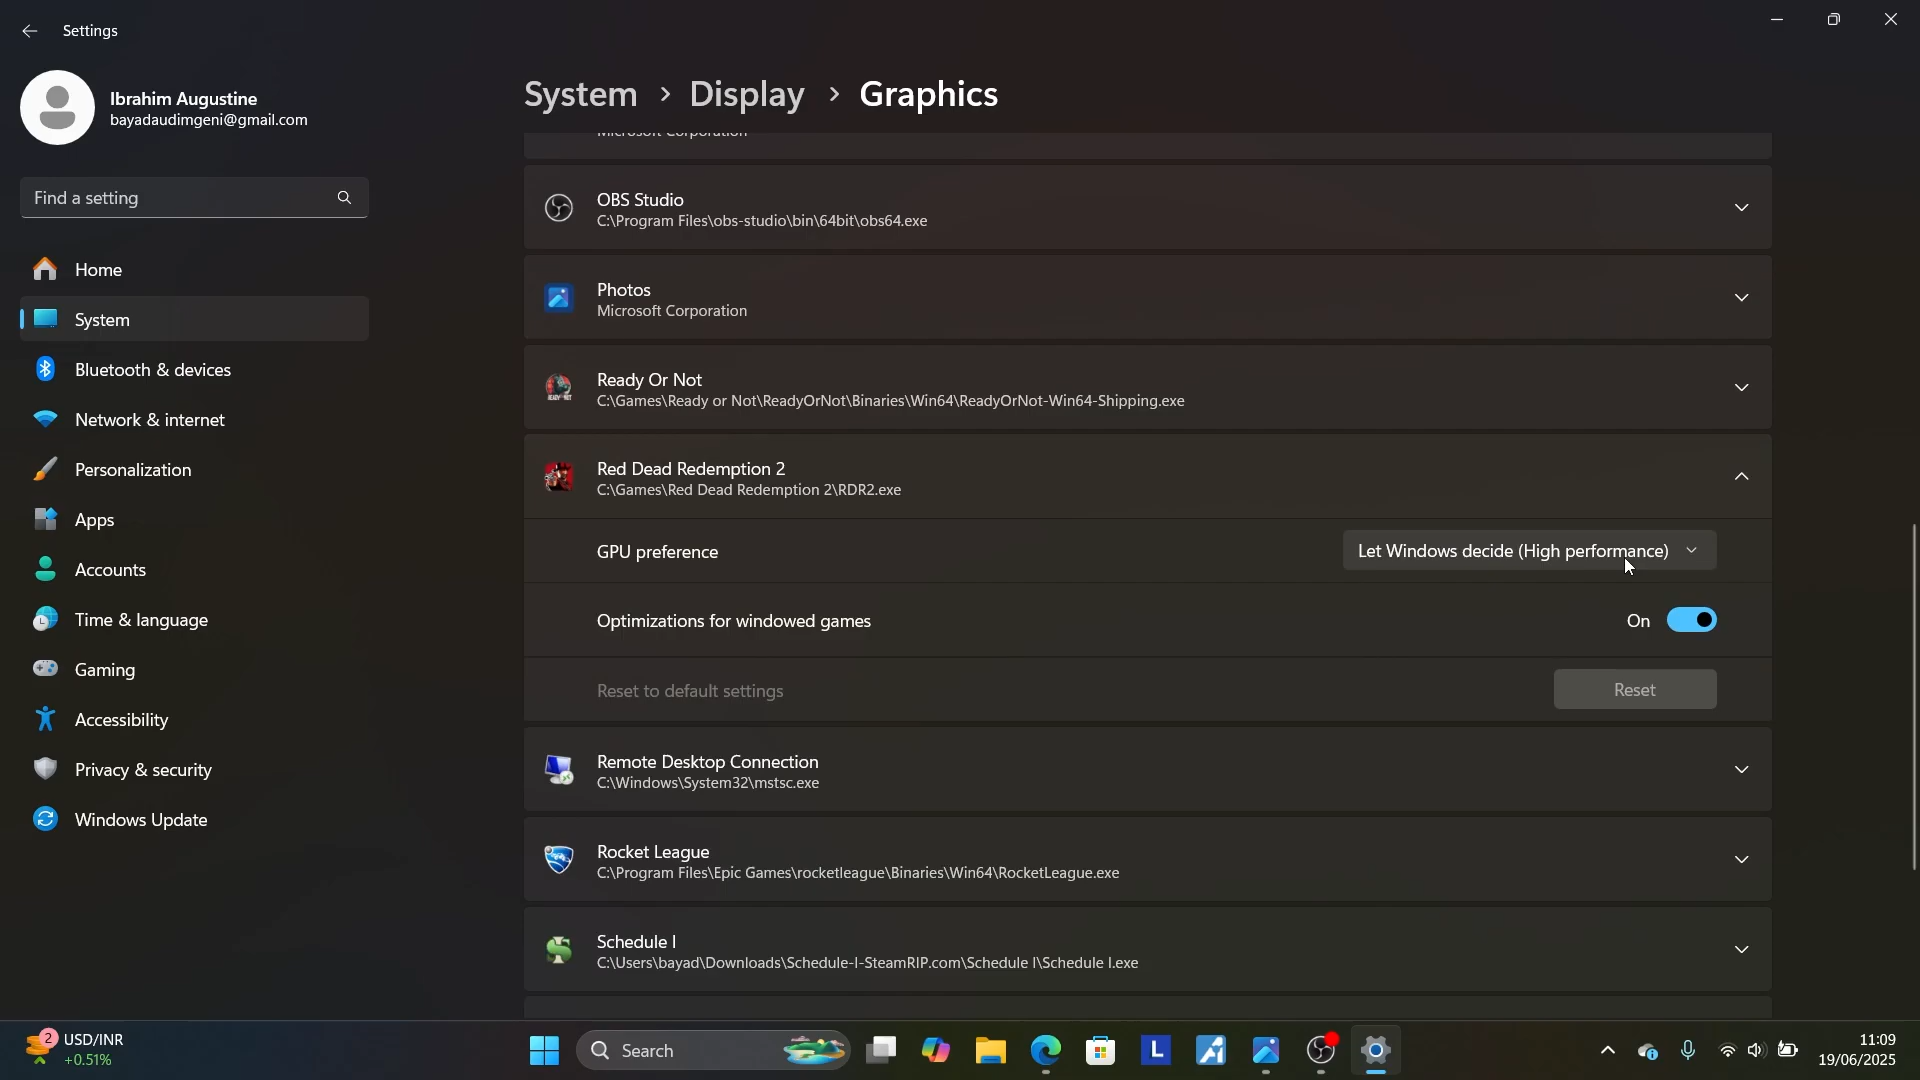 Settings
Ibrahim Augustine
bayadaudimgeni@gmail.com
Find a setting
Home
System
Bluetooth & devices
Network & internet
Personalization
Apps
Accounts
Time & language
Gaming
Accessibility
Privacy & security
Windows Update
System > Display > Graphics
Microsoft Corporation
OBS Studio
C:\Program Files\obs-studio\bin\64bit\obs64.exe
Photos
Microsoft Corporation
Ready Or Not
C:\Games\Ready or Not\ReadyOrNot\Binaries\Win64\ReadyOrNot-Win64-Shipping.exe
Red Dead Redemption 2
C:\Games\Red Dead Redemption 2\RDR2.exe
GPU preference
Let Windows decide (High performance)
Optimizations for windowed games
On
Reset to default settings
Reset
Remote Desktop Connection
C:\Windows\System32\mstsc.exe
Rocket League
C:\Program Files\Epic Games\rocketleague\Binaries\Win64\RocketLeague.exe
Schedule I
C:\Users\bayad\Downloads\Schedule-I-SteamRIP.com\Schedule I\Schedule I.exe
2
USD/INR
+0.51%
Search
L
11:09
19/06/2025